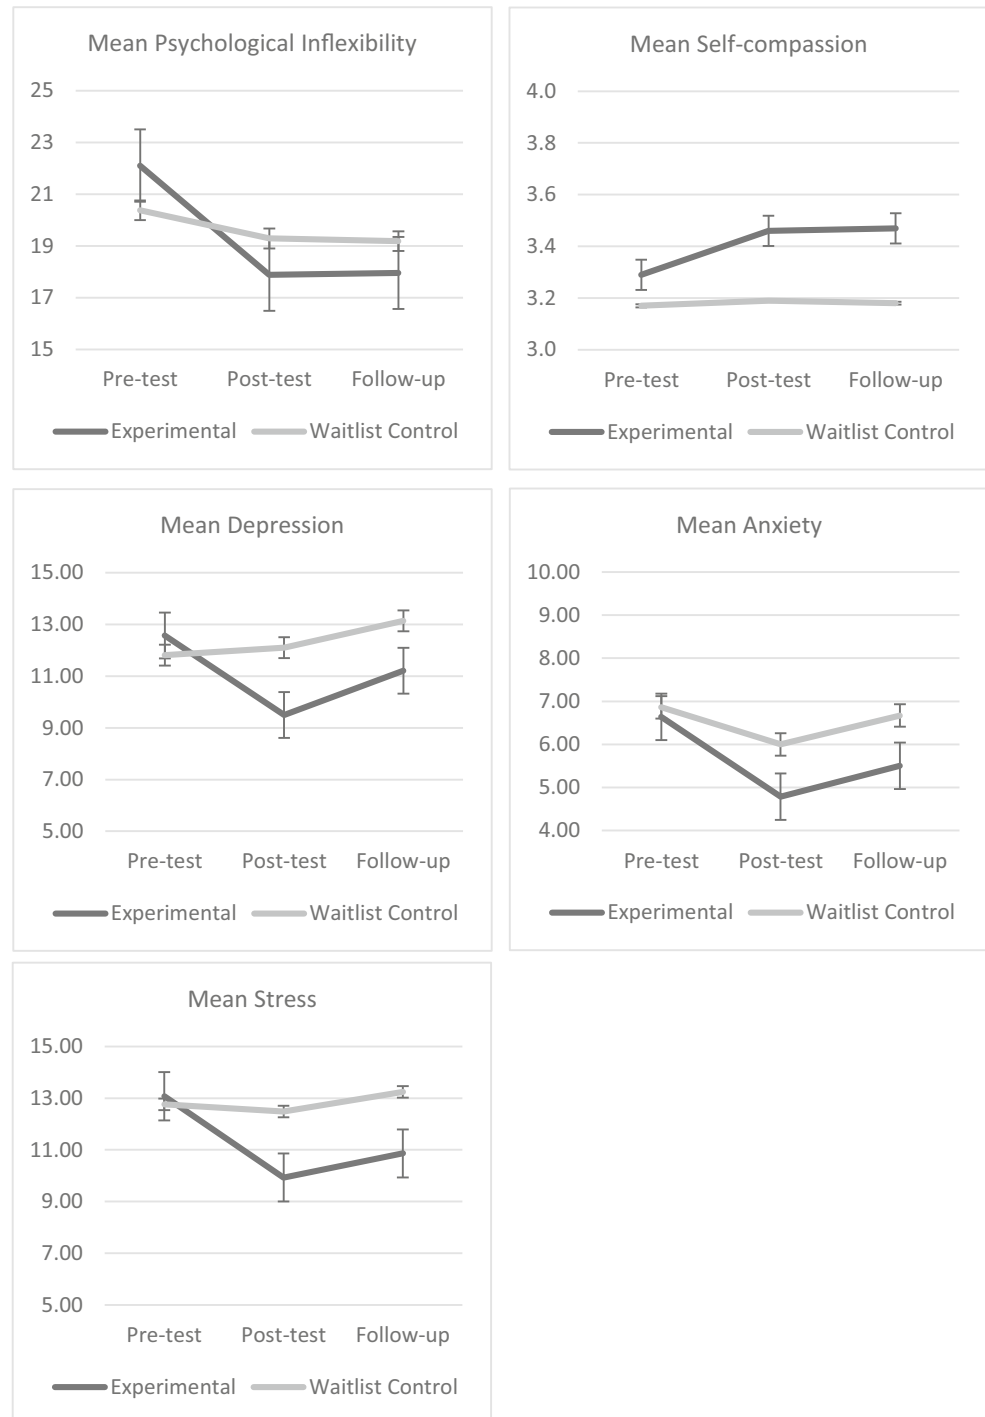 Mean Psychological Inflexibility
25
23
21
19
17
15
Pre-test Post-test Follow-up
Experimental Waitlist Control
Mean Self-compassion
4.0
3.8
3.6
3.4
3.2
3.0
Pre-test Post-test Follow-up
Experimental Waitlist Control
Mean Depression
15.00
13.00
11.00
9.00
7.00
5.00
Pre-test Post-test Follow-up
Experimental Waitlist Control
Mean Anxiety
10.00
9.00
8.00
7.00
6.00
5.00
4.00
Pre-test Post-test Follow-up
Experimental Waitlist Control
Mean Stress
15.00
13.00
11.00
9.00
7.00
5.00
Pre-test Post-test Follow-up
Experimental Waitlist Control